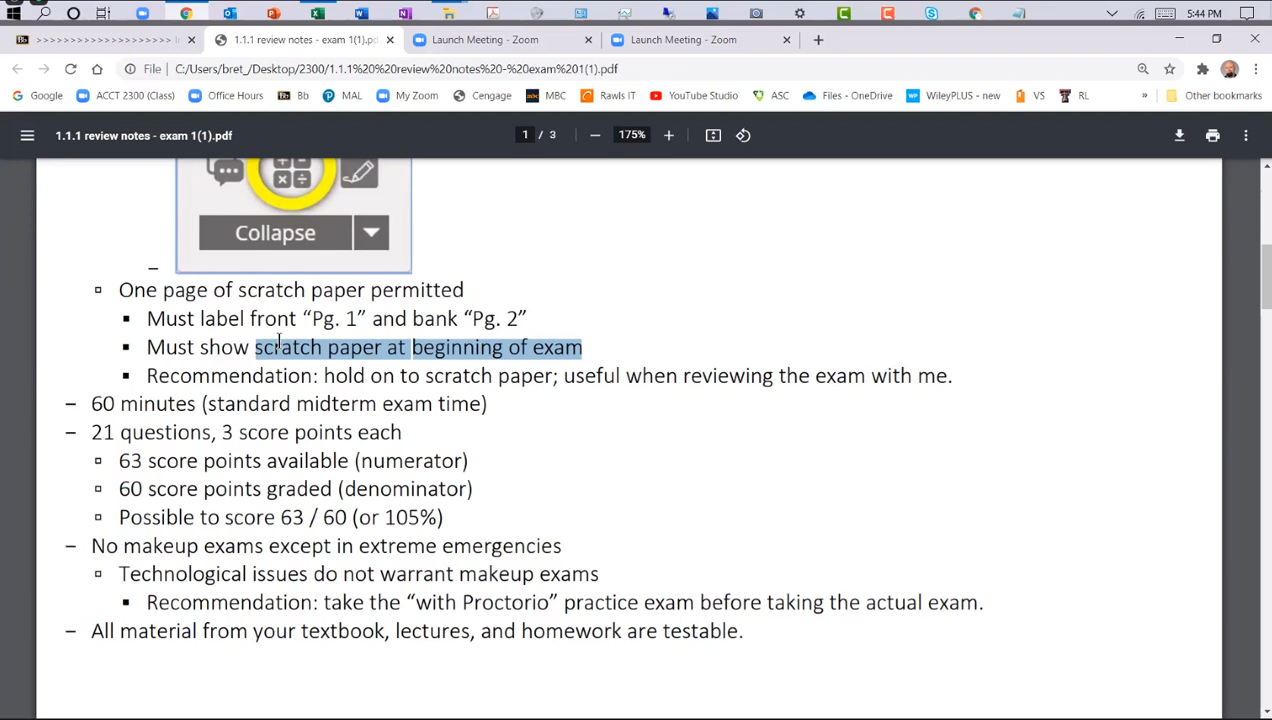 5:44 PM
>>>>>>>>>>>>>>>>>>>>
1.1.1 review notes - exam 1(1).pd
Launch Meeting - Zoom
Launch Meeting - Zoom
File
C:/Users/bret_/Desktop/2300/1.1.1%20%20review%20notes%20-%20exam%201(1).pdf
Google
ACCT 2300 (Class)
Office Hours
Bb
MAL
My Zoom
Cengage
MBC
Rawls IT
YouTube Studio
ASC
Files - OneDrive
WileyPLUS - new
VS
RL
»
Other bookmarks
1.1.1 review notes - exam 1(1).pdf
1 / 3
175%
Collapse
– 
▫ One page of scratch paper permitted
▪ Must label front “Pg. 1” and bank “Pg. 2”
▪ Must show scratch paper at beginning of exam
▪ Recommendation: hold on to scratch paper; useful when reviewing the exam with me.
– 60 minutes (standard midterm exam time)
– 21 questions, 3 score points each
▫ 63 score points available (numerator)
▫ 60 score points graded (denominator)
▫ Possible to score 63 / 60 (or 105%)
– No makeup exams except in extreme emergencies
▫ Technological issues do not warrant makeup exams
▪ Recommendation: take the “with Proctorio” practice exam before taking the actual exam.
– All material from your textbook, lectures, and homework are testable.